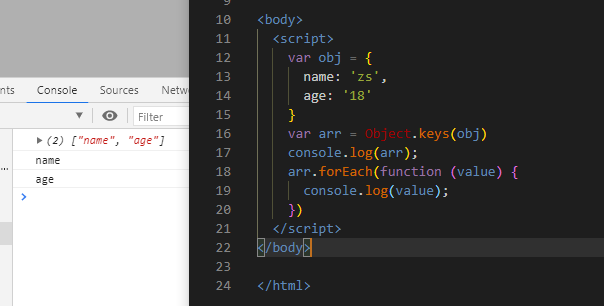 nts Console Sources Netw
Filter
(2) ["name", "age"]
name
...
age
>
9
10 <body>
11 <script>
12 var obj = {
13 name: 'zs',
14 age: '18'
15 }
16 var arr = Object.keys(obj)
17 console.log(arr);
18 arr.forEach(function (value) {
19 console.log(value);
20 })
21 </script>
22 </body>
23
24 </html>